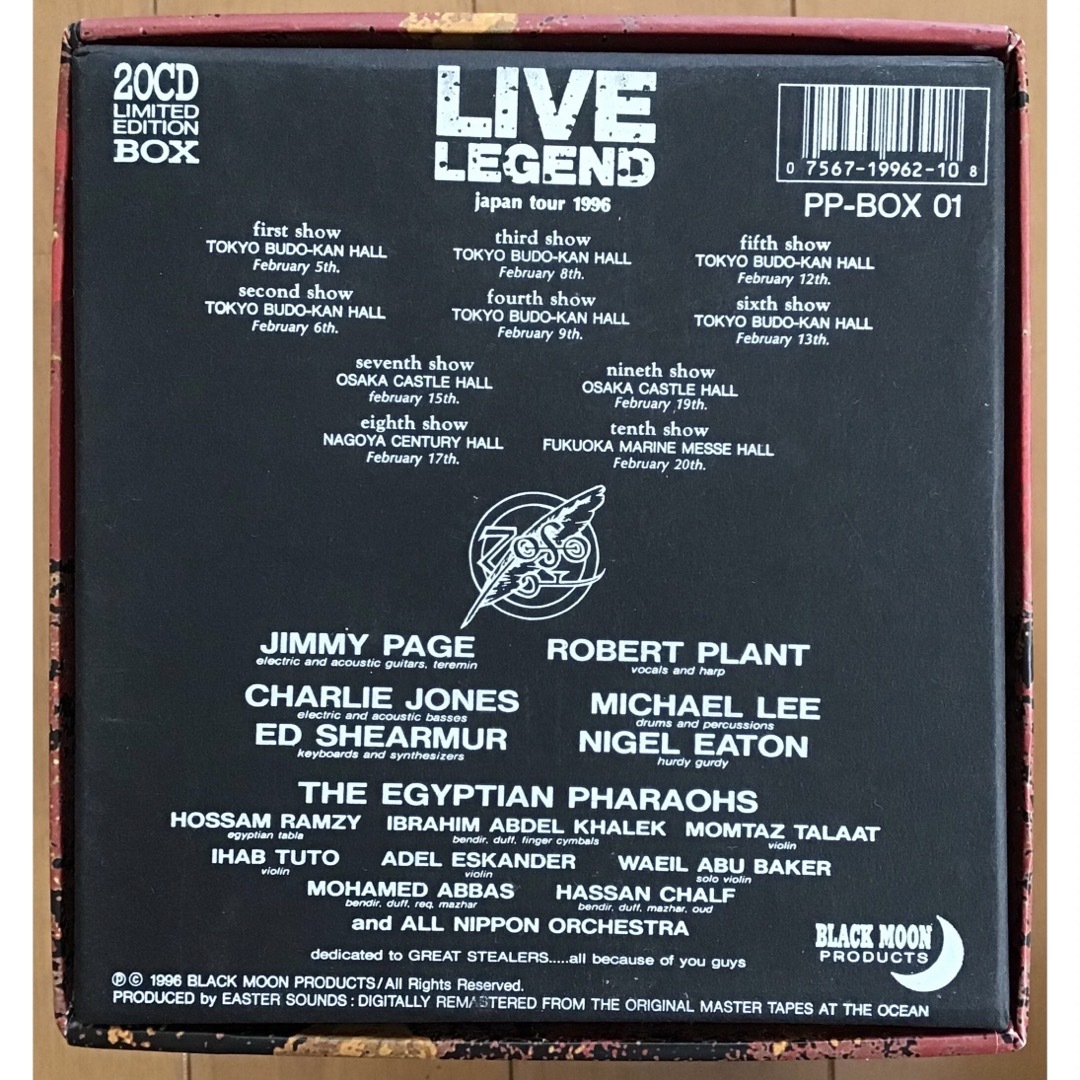 20CD
LIMITED
EDITION
BOX
LIVE
LEGEND
japan tour 1996
0 7567-19962-10 8
PP-BOX 01
first show
TOKYO BUDO-KAN HALL
February 5th.
third show
TOKYO BUDO-KAN HALL
February 8th.
fifth show
TOKYO BUDO-KAN HALL
February 12th.
second show
TOKYO BUDO-KAN HALL
February 6th.
fourth show
TOKYO BUDO-KAN HALL
February 9th.
sixth show
TOKYO BUDO-KAN HALL
February 13th.
seventh show
OSAKA CASTLE HALL
february 15th.
nineth show
OSAKA CASTLE HALL
February 19th.
eighth show
NAGOYA CENTURY HALL
February 17th.
tenth show
FUKUOKA MARINE MESSE HALL
February 20th.
ZOSO
JIMMY PAGE
electric and acoustic guitars, teremin
ROBERT PLANT
vocals and harp
CHARLIE JONES
electric and acoustic basses
MICHAEL LEE
drums and percussions
ED SHEARMUR
keyboards and synthesizers
NIGEL EATON
hurdy gurdy
THE EGYPTIAN PHARAOHS
HOSSAM RAMZY
egyptian tabla
IBRAHIM ABDEL KHALEK
bendir, duff, finger cymbals
MOMTAZ TALAAT
violin
IHAB TUTO
violin
ADEL ESKANDER
violin
WAEIL ABU BAKER
solo violin
MOHAMED ABBAS
bendir, duff, req, mazhar
HASSAN CHALF
bendir, duff, mazhar, oud
and ALL NIPPON ORCHESTRA
dedicated to GREAT STEALERS.....all because of you guys
BLACK MOON
PRODUCTS
℗© 1996 BLACK MOON PRODUCTS/All Rights Reserved.
PRODUCED by EASTER SOUNDS : DIGITALLY REMASTERED FROM THE ORIGINAL MASTER TAPES AT THE OCEAN